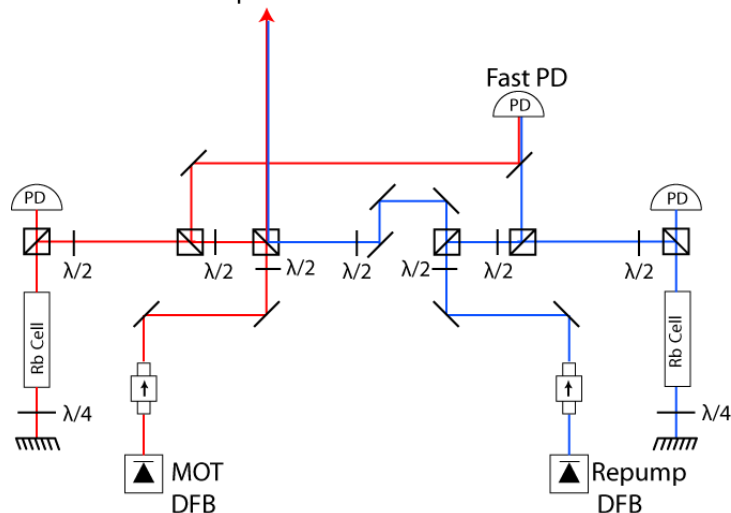 Fast PD
PD
PD
PD
λ/2
λ/2
λ/2
λ/2
λ/2
λ/2
λ/2
Rb Cell
Rb Cell
λ/4
λ/4
MOT
DFB
Repump
DFB